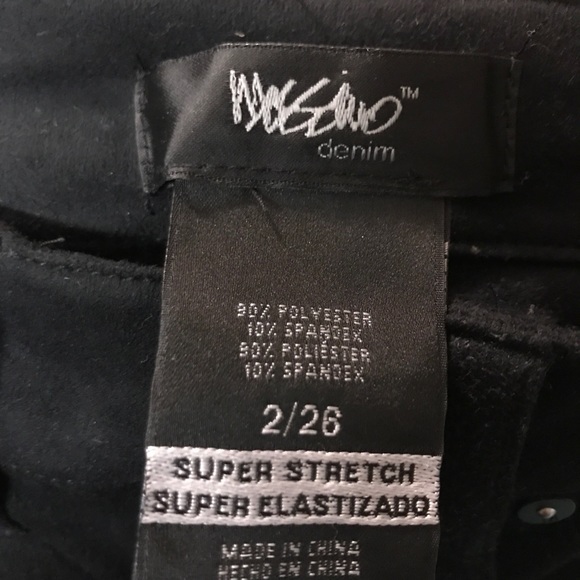 Mossimo™
denim
90% POLYESTER
10% SPANDEX
90% POLIÉSTER
10% SPANDEX
2/26
SUPER STRETCH
SUPER ELASTIZADO
MADE IN CHINA
HECHO EN CHINA